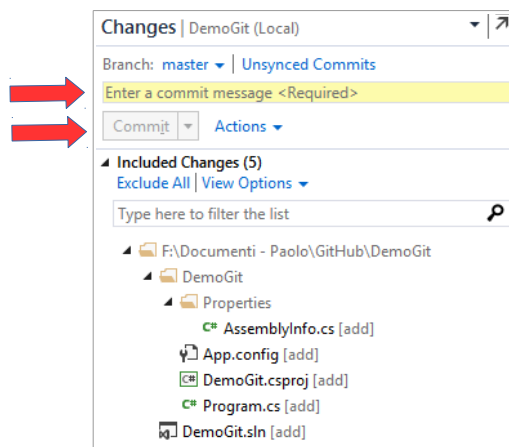 Changes | DemoGit (Local)
Branch: master | Unsynced Commits
Enter a commit message <Required>
Commit Actions
Included Changes (5)
Exclude All | View Options
Type here to filter the list
F:\Documenti - Paolo\GitHub\DemoGit
DemoGit
Properties
C# AssemblyInfo.cs [add]
App.config [add]
C# DemoGit.csproj [add]
C# Program.cs [add]
DemoGit.sln [add]